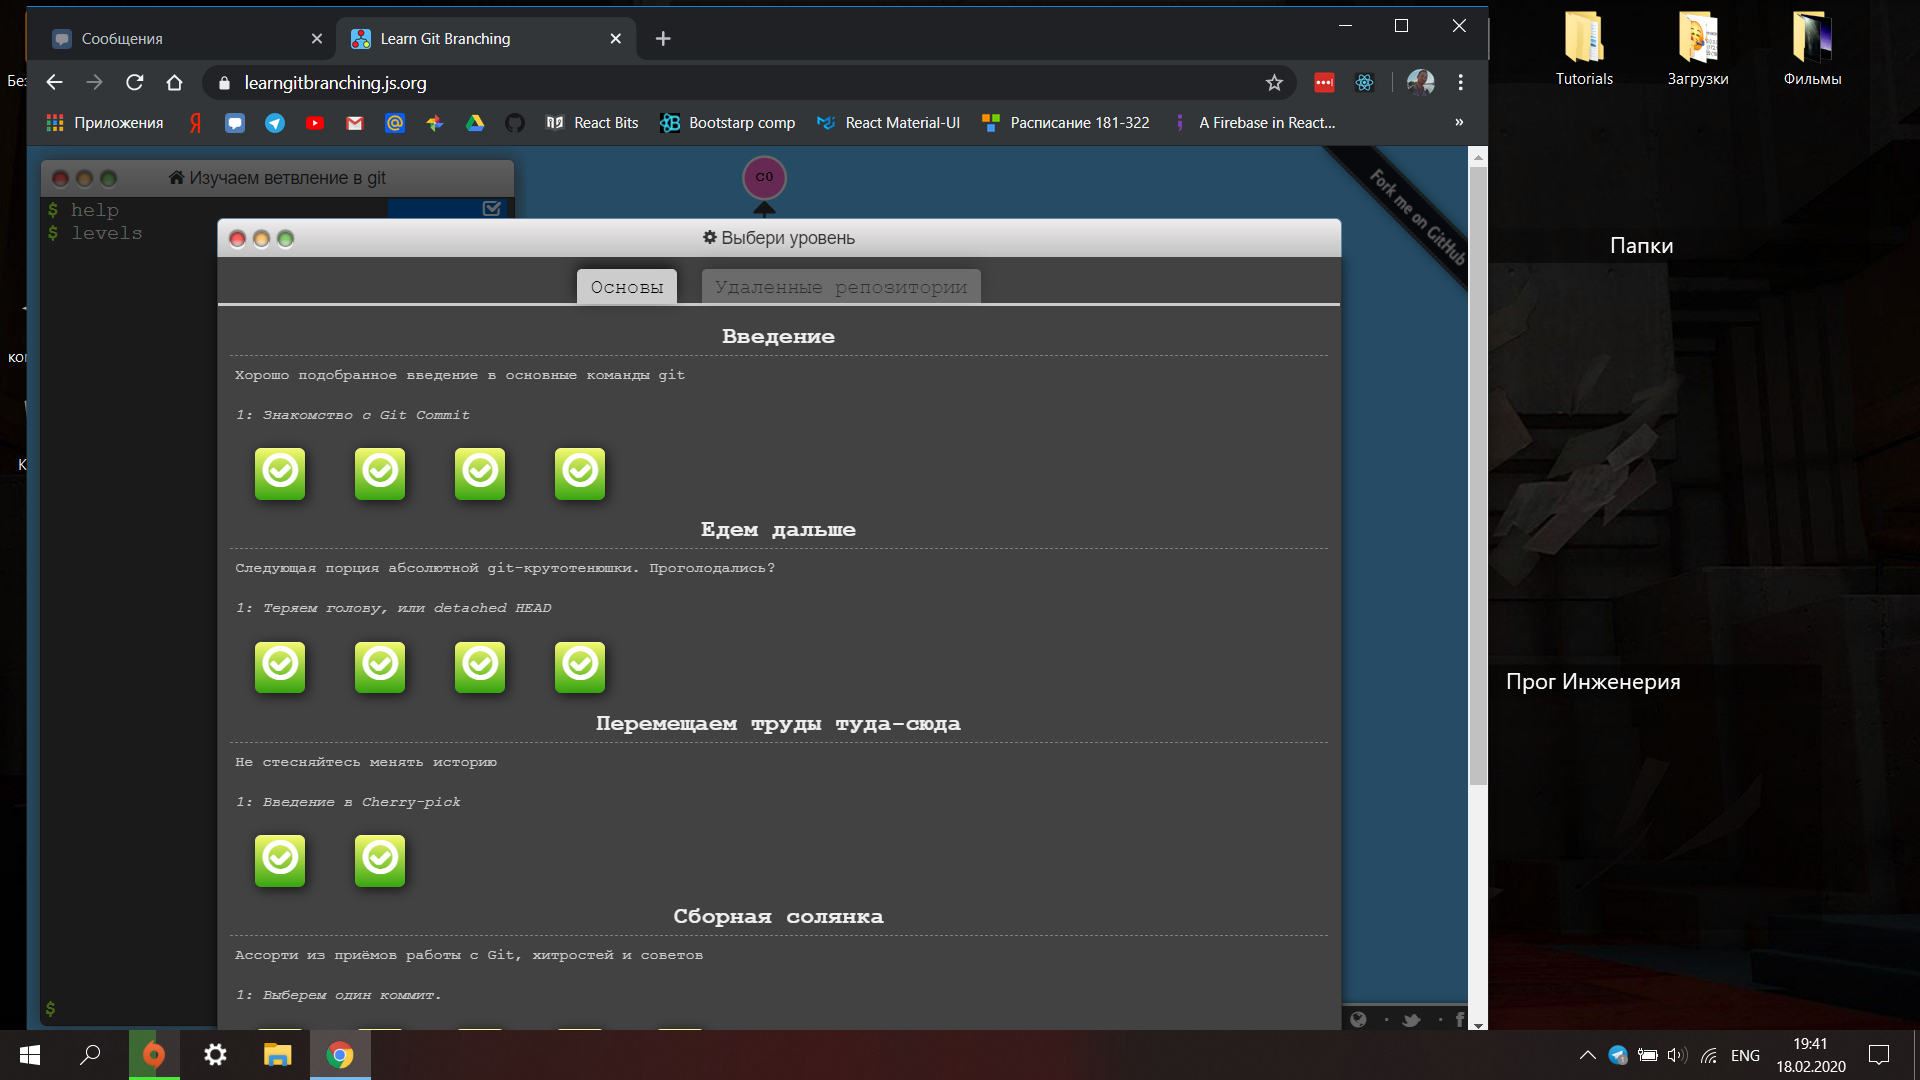 Сообщения
Learn Git Branching
learngitbranching.js.org
Приложения
React Bits
Bootstarp comp
React Material-UI
Расписание 181-322
A Firebase in React...
»
Tutorials
Загрузки
Фильмы
Изучаем ветвление в git
$ help
$ levels
C0
Fork me on GitHub
Выбери уровень
Основы
Удаленные репозитории
Введение
Хорошо подобранное введение в основные команды git
1: Знакомство с Git Commit
Едем дальше
Следующая порция абсолютной git-крутотенюшки. Проголодались?
1: Теряем голову, или detached HEAD
Перемещаем труды туда-сюда
Не стесняйтесь менять историю
1: Введение в Cherry-pick
Сборная солянка
Ассорти из приёмов работы с Git, хитростей и советов
1: Выберем один коммит.
$
Папки
Прог Инженерия
ENG
19:41
18.02.2020